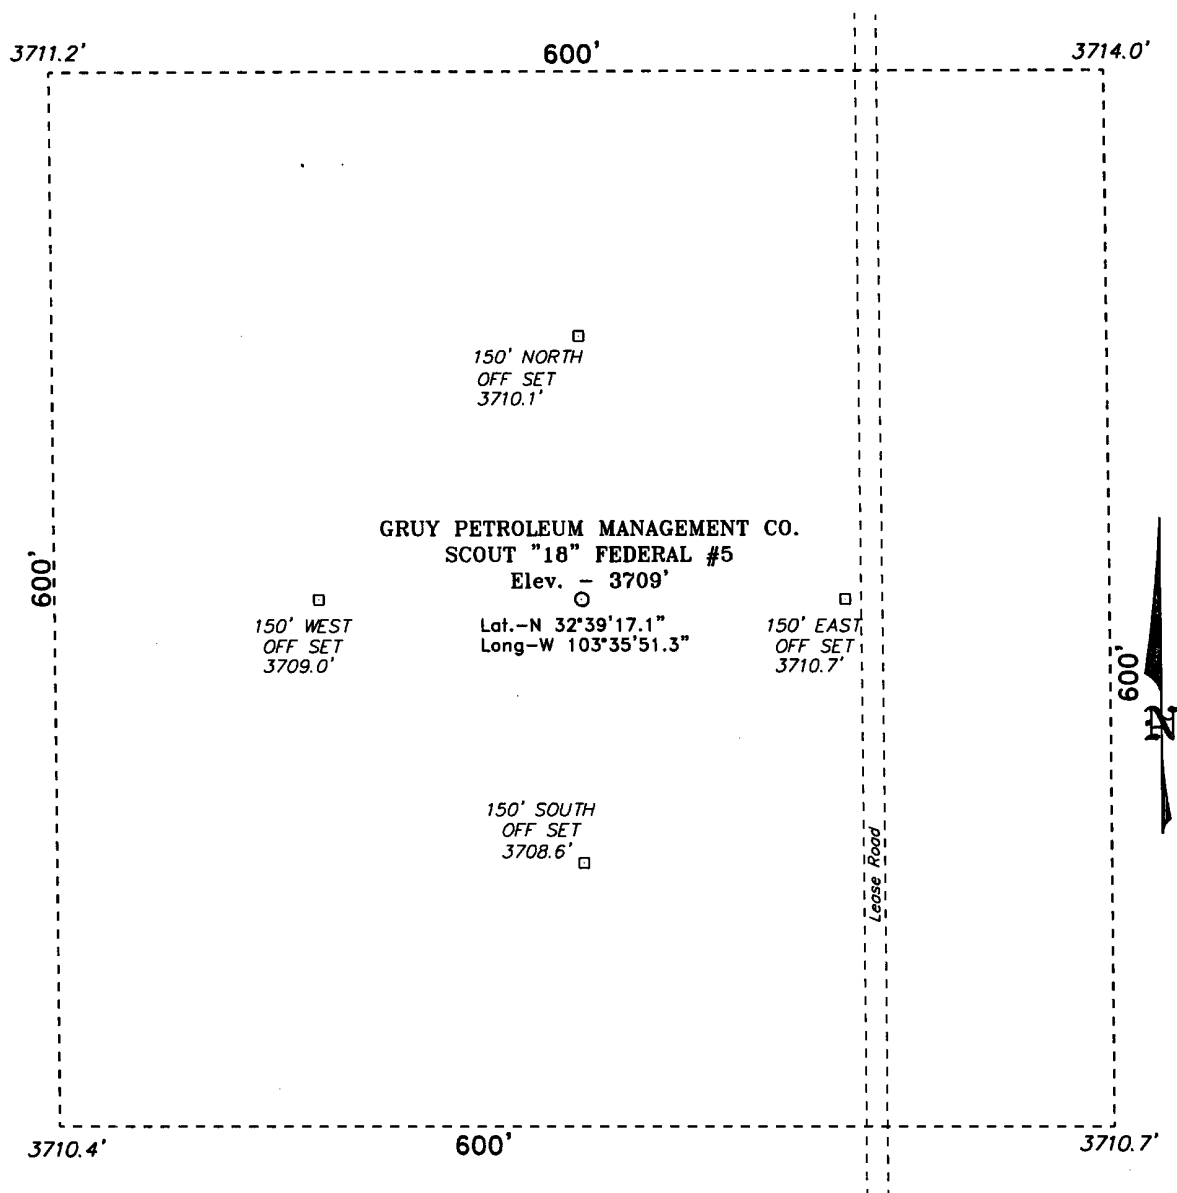 3711.2'
600'
3714.0'
150' NORTH
OFF SET
3710.1'
GRUY PETROLEUM MANAGEMENT CO.
SCOUT "18" FEDERAL #5
Elev. - 3709'
600'
150' WEST
OFF SET
3709.0'
Lat.-N 32°39'17.1"
Long-W 103°35'51.3"
150' EAST
OFF SET
3710.7'
600'
N
150' SOUTH
OFF SET
3708.6'
Lease Road
3710.4'
600'
3710.7'